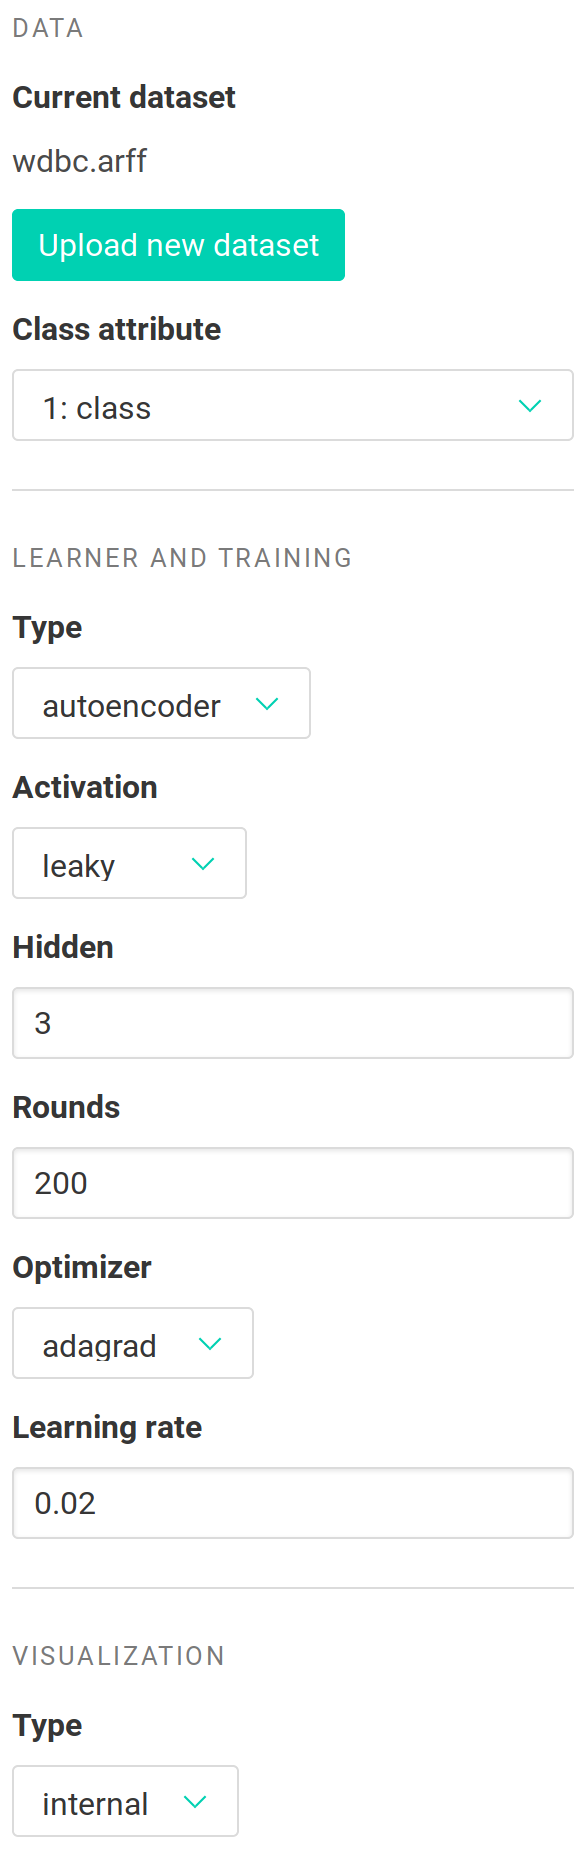 DATA
Current dataset
wdbc.arff
Upload new dataset
Class attribute
1: class
LEARNER AND TRAINING
Type
autoencoder
Activation
leaky
Hidden
3
Rounds
200
Optimizer
adagrad
Learning rate
0.02
VISUALIZATION
Type
internal